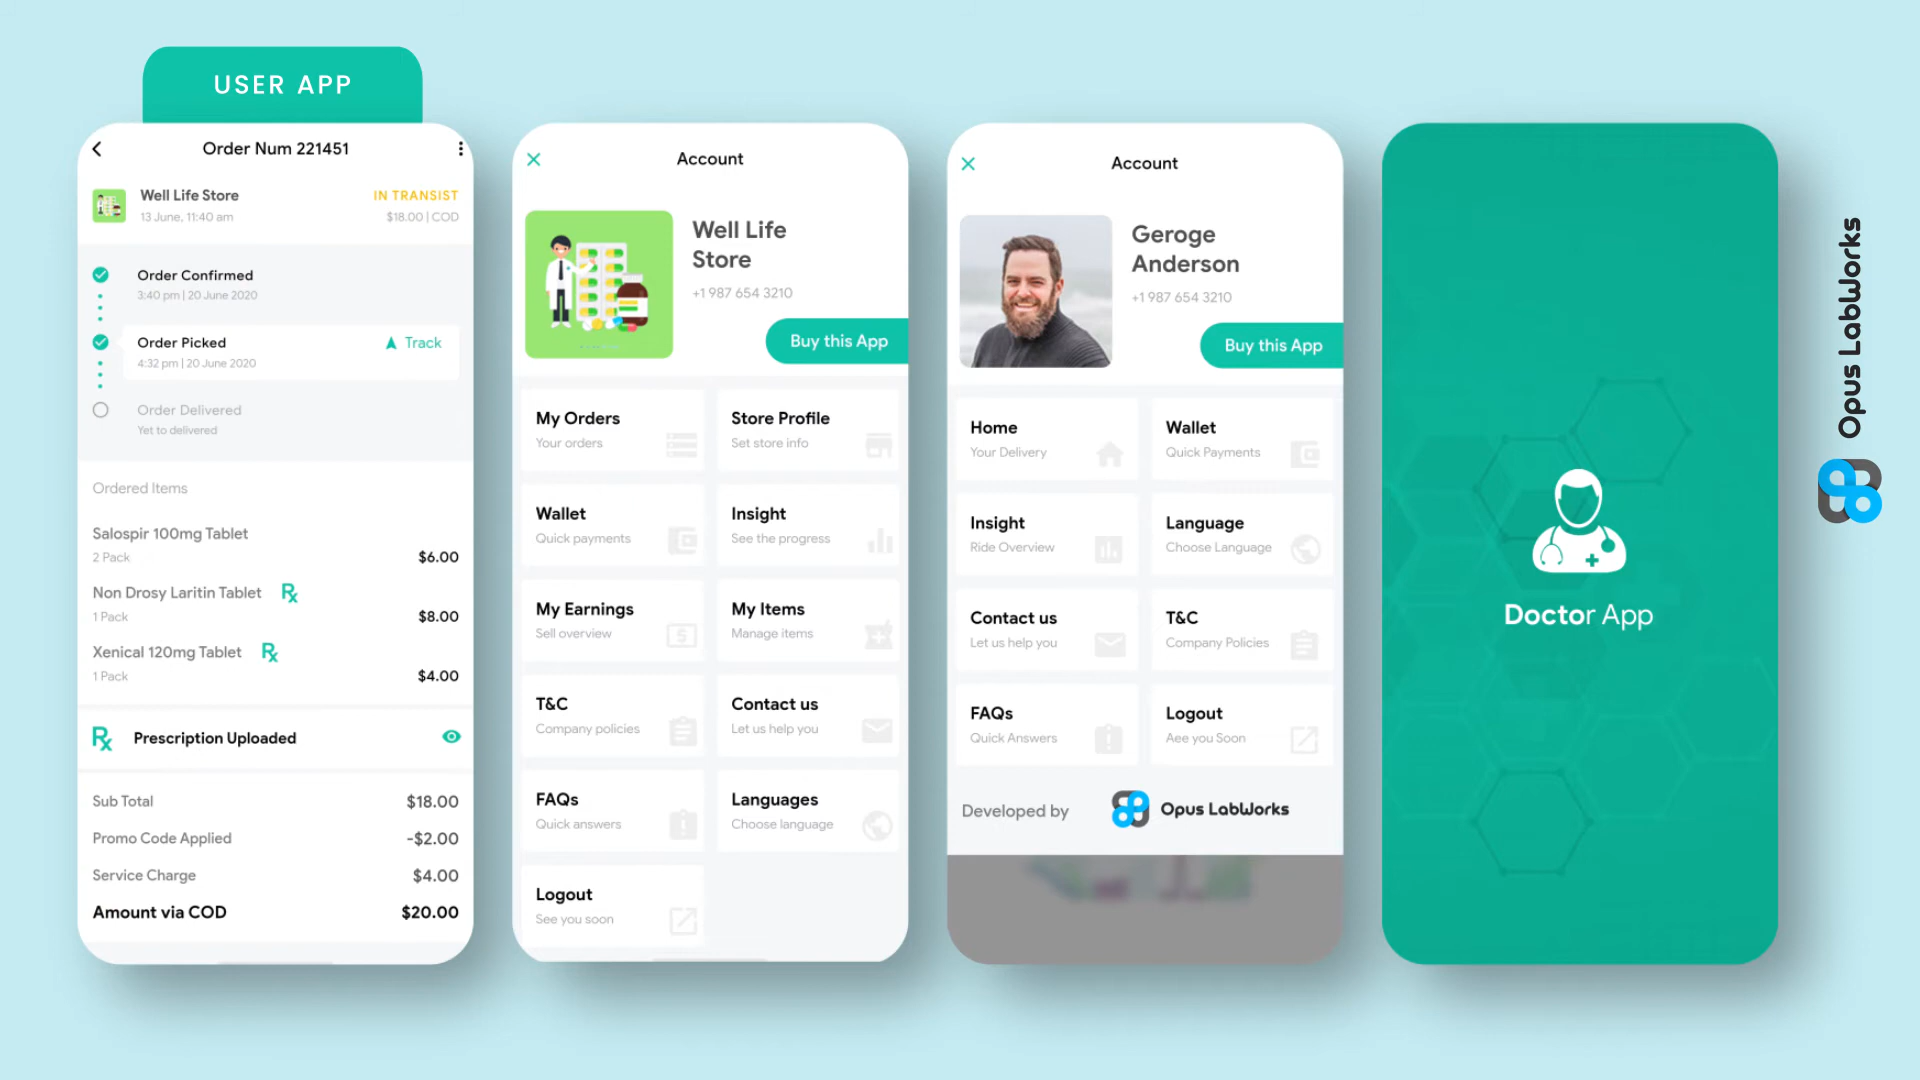 USER APP
Order Num 221451
Well Life Store
IN TRANSIST
13 June, 11:40 am
$18.00 | COD
Order Confirmed
3:40 pm | 20 June 2020
Order Picked
Track
4:32 pm | 20 June 2020
Order Delivered
Yet to delivered
Ordered Items
Salospir 100mg Tablet
2 Pack
$6.00
Non Drosy Laritin Tablet
Rx
1 Pack
$8.00
Xenical 120mg Tablet
Rx
1 Pack
$4.00
Rx
Prescription Uploaded
Sub Total
$18.00
Promo Code Applied
-$2.00
Service Charge
$4.00
Amount via COD
$20.00
Account
Well Life
Store
+1 987 654 3210
Buy this App
My Orders
Your orders
Store Profile
Set store info
Wallet
Quick payments
Insight
See the progress
My Earnings
Sell overview
My Items
Manage items
T&C
Company policies
Contact us
Let us help you
FAQs
Quick answers
Languages
Choose language
Logout
See you soon
Account
Geroge
Anderson
+1 987 654 3210
Buy this App
Home
Your Delivery
Wallet
Quick Payments
Insight
Ride Overview
Language
Choose Language
Contact us
Let us help you
T&C
Company Policies
FAQs
Quick Answers
Logout
Aee you Soon
Developed by
Opus LabWorks
Doctor App
Opus LabWorks